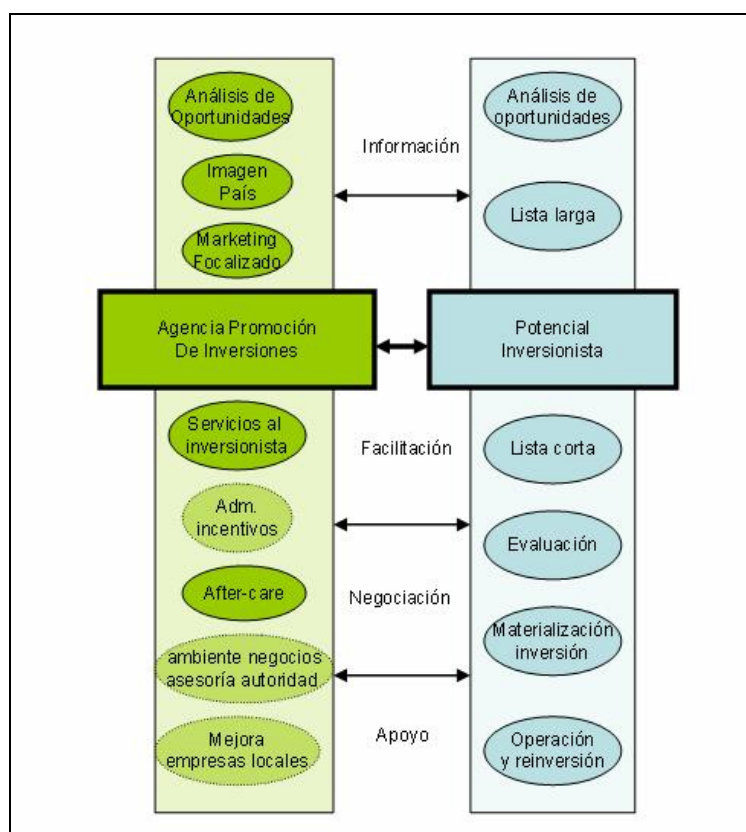 Análisis de
Oportunidades
Imagen
País
Marketing
Focalizado
Agencia Promoción
De Inversiones
Servicios al
inversionista
Adm.
incentivos
After-care
ambiente negocios
asesoría autoridad
Mejora
empresas locales
Información
Facilitación
Negociación
Apoyo
Análisis de
oportunidades
Lista larga
Potencial
Inversionista
Lista corta
Evaluación
Materialización
inversión
Operación
y reinversión